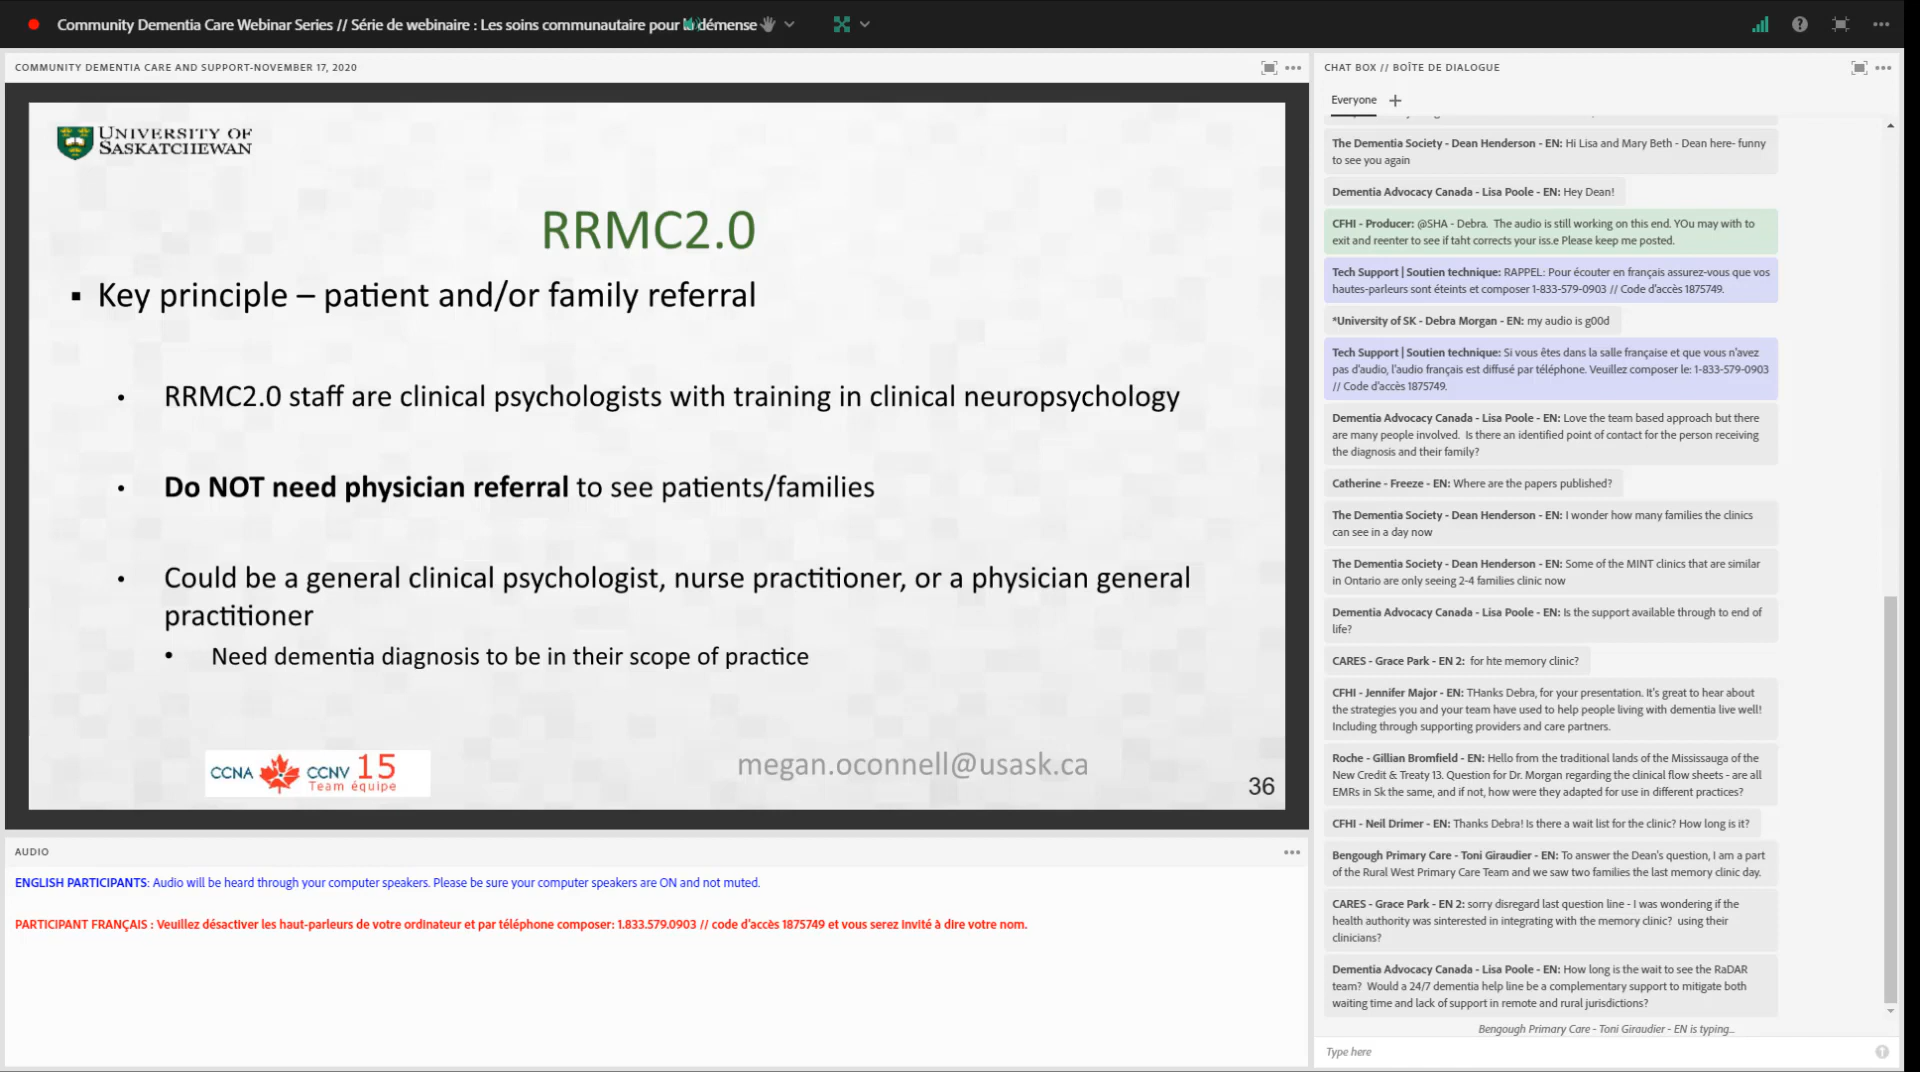 Community Dementia Care Webinar Series // Série de webinaire : Les soins communautaire pour la démense
COMMUNITY DEMENTIA CARE AND SUPPORT-NOVEMBER 17, 2020
UNIVERSITY OF
SASKATCHEWAN
RRMC2.0
▪ Key principle – patient and/or family referral
• RRMC2.0 staff are clinical psychologists with training in clinical neuropsychology
• Do NOT need physician referral to see patients/families
• Could be a general clinical psychologist, nurse practitioner, or a physician general
practitioner
• Need dementia diagnosis to be in their scope of practice
CCNA CCNV 15
Team équipe
megan.oconnell@usask.ca
36
AUDIO
ENGLISH PARTICIPANTS: Audio will be heard through your computer speakers. Please be sure your computer speakers are ON and not muted.
PARTICIPANT FRANÇAIS : Veuillez désactiver les haut-parleurs de votre ordinateur et par téléphone composer: 1.833.579.0903 // code d'accès 1875749 et vous serez invité à dire votre nom.
CHAT BOX // BOÎTE DE DIALOGUE
Everyone
The Dementia Society - Dean Henderson - EN: Hi Lisa and Mary Beth - Dean here- funny
to see you again
Dementia Advocacy Canada - Lisa Poole - EN: Hey Dean!
CFHI - Producer: @SHA - Debra. The audio is still working on this end. YOu may with to
exit and reenter to see if taht corrects your iss.e Please keep me posted.
Tech Support | Soutien technique: RAPPEL: Pour écouter en français assurez-vous que vos
hautes-parleurs sont éteints et composer 1-833-579-0903 // Code d'accès 1875749.
*University of SK - Debra Morgan - EN: my audio is g00d
Tech Support | Soutien technique: Si vous êtes dans la salle française et que vous n'avez
pas d'audio, l'audio français est diffusé par téléphone. Veuillez composer le: 1-833-579-0903
// Code d'accès 1875749.
Dementia Advocacy Canada - Lisa Poole - EN: Love the team based approach but there
are many people involved. Is there an identified point of contact for the person receiving
the diagnosis and their family?
Catherine - Freeze - EN: Where are the papers published?
The Dementia Society - Dean Henderson - EN: I wonder how many families the clinics
can see in a day now
The Dementia Society - Dean Henderson - EN: Some of the MINT clinics that are similar
in Ontario are only seeing 2-4 families clinic now
Dementia Advocacy Canada - Lisa Poole - EN: Is the support available through to end of
life?
CARES - Grace Park - EN 2: for hte memory clinic?
CFHI - Jennifer Major - EN: THanks Debra, for your presentation. It's great to hear about
the strategies you and your team have used to help people living with dementia live well!
Including through supporting providers and care partners.
Roche - Gillian Bromfield - EN: Hello from the traditional lands of the Mississauga of the
New Credit & Treaty 13. Question for Dr. Morgan regarding the clinical flow sheets - are all
EMRs in Sk the same, and if not, how were they adapted for use in different practices?
CFHI - Neil Drimer - EN: Thanks Debra! Is there a wait list for the clinic? How long is it?
Bengough Primary Care - Toni Giraudier - EN: To answer the Dean's question, I am a part
of the Rural West Primary Care Team and we saw two families the last memory clinic day.
CARES - Grace Park - EN 2: sorry disregard last question line - I was wondering if the
health authority was sinterested in integrating with the memory clinic? using their
clinicians?
Dementia Advocacy Canada - Lisa Poole - EN: How long is the wait to see the RaDAR
team? Would a 24/7 dementia help line be a complementary support to mitigate both
waiting time and lack of support in remote and rural jurisdictions?
Bengough Primary Care - Toni Giraudier - EN is typing...
Type here